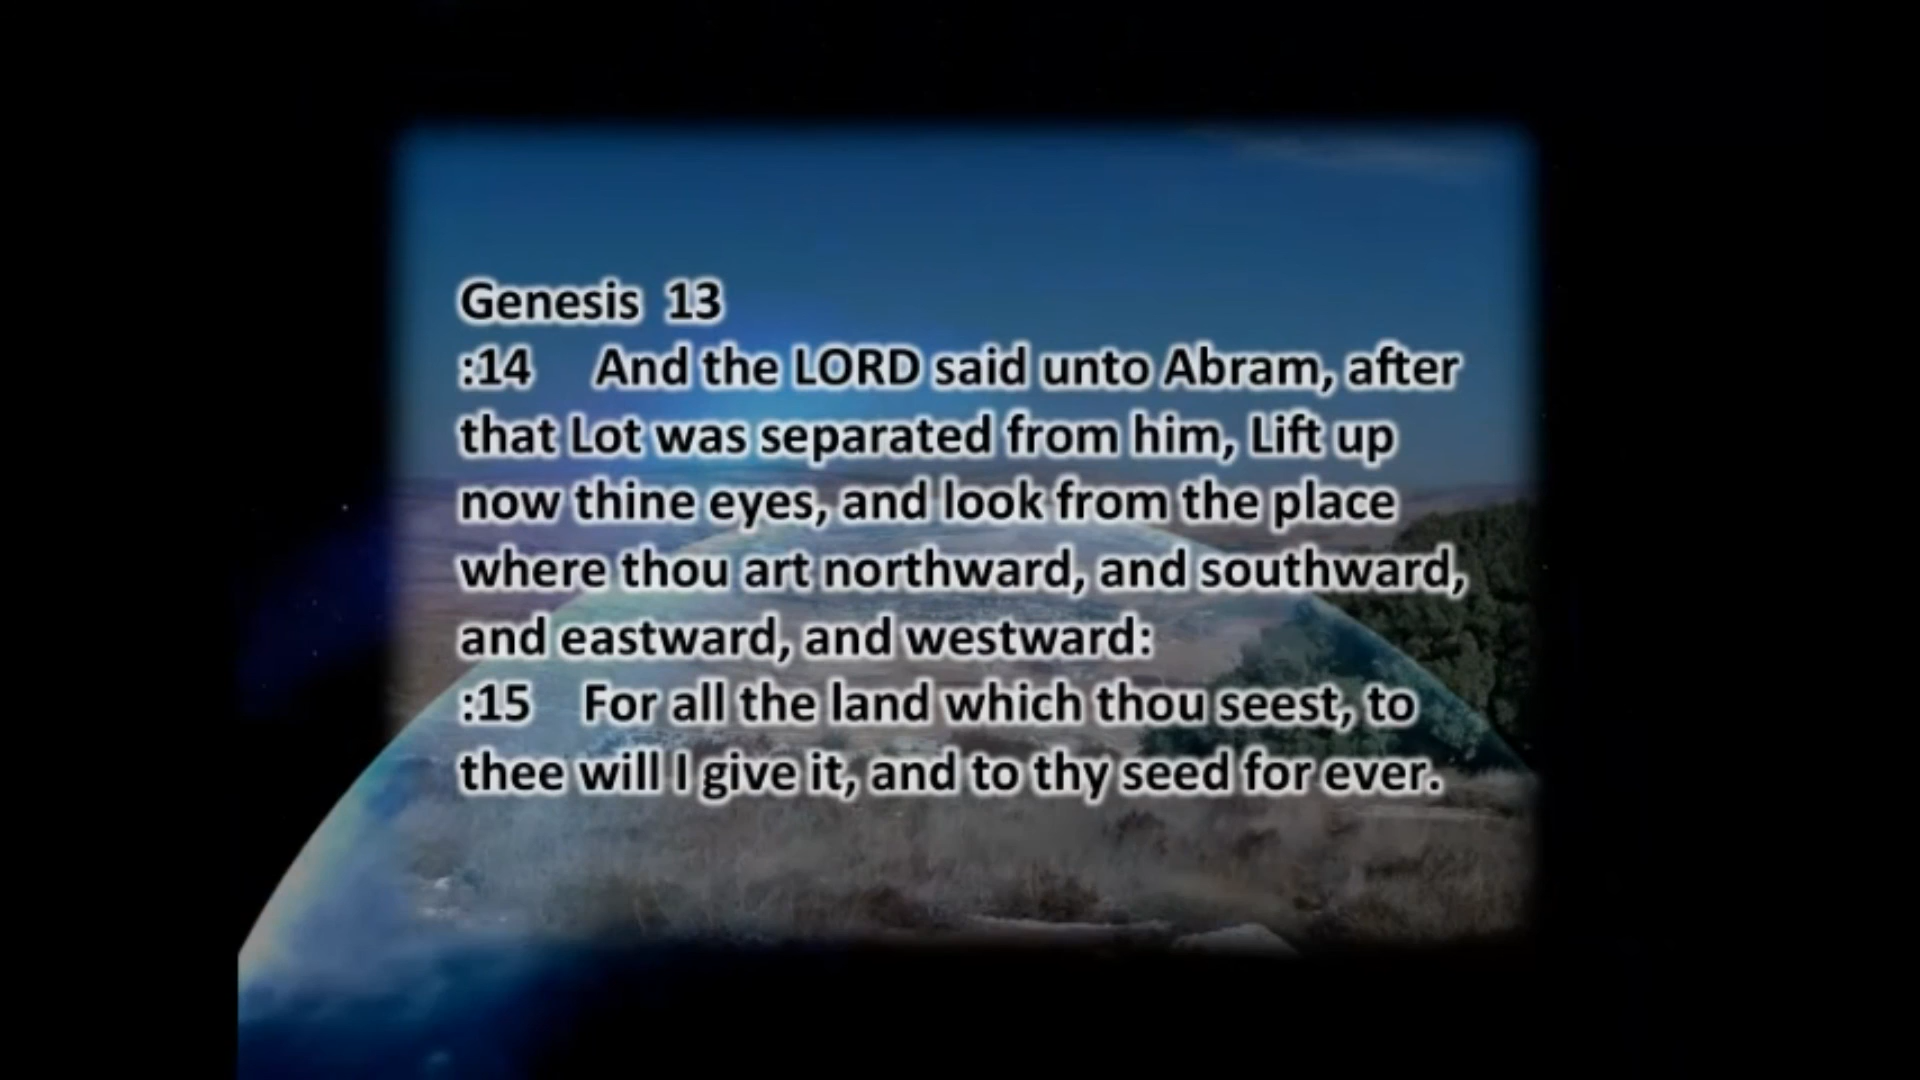 Genesis  13
:14    And the LORD said unto Abram, after
that Lot was separated from him, Lift up
now thine eyes, and look from the place
where thou art northward, and southward,
and eastward, and westward:
:15    For all the land which thou seest, to
thee will I give it, and to thy seed for ever.